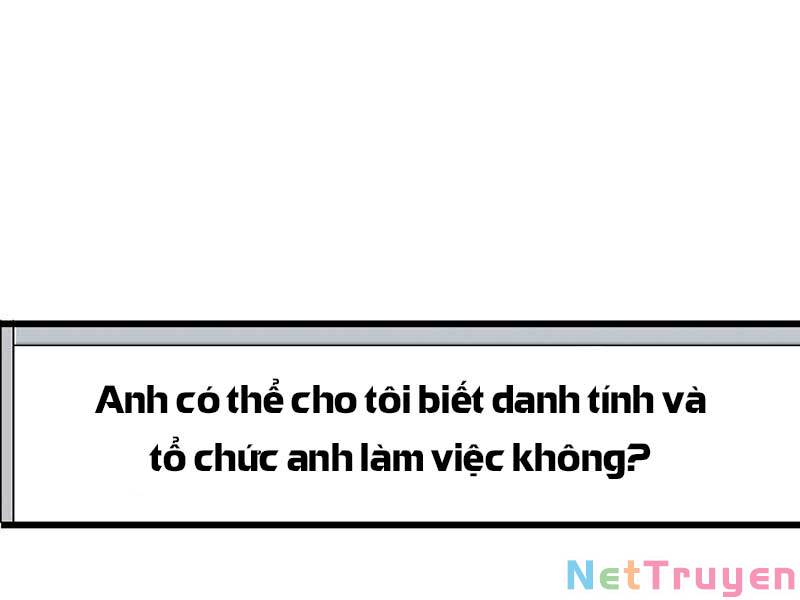 Anh có thể cho tôi biết danh tính và
tổ chức anh làm việc không?
NetTruyen